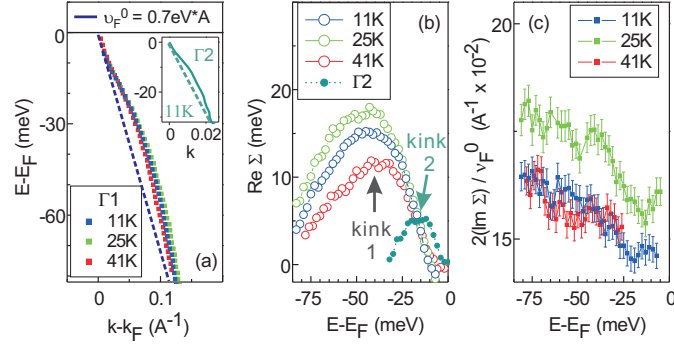 υF0 = 0.7eV*A
0
-30
-60
E-EF (meV)
0
0.1
k-kF (A-1)
Γ1
11K
25K
41K
(a)
0
-20
Γ2
11K
0
0.02
k
(b)
11K
25K
41K
Γ2
20
10
0
Re Σ (meV)
kink
2
kink
1
-75
-50
-25
0
E-EF (meV)
(c)
11K
25K
41K
20
15
2(Im Σ) / νF0 (A-1 x 10-2)
-75
-50
-25
0
E-EF (meV)